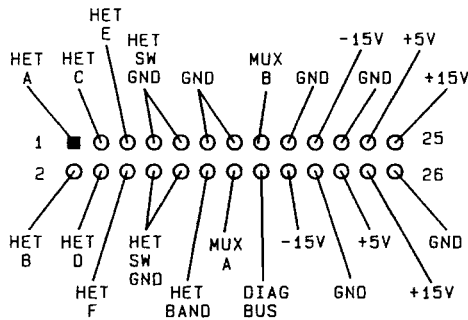 HET E
HET A
HET C
HET SW GND
GND
MUX B
GND
-15V
GND
+5V
+15V
1
25
2
26
HET B
HET D
HET F
HET SW GND
HET BAND
MUX A
DIAG BUS
-15V
GND
+5V
+15V
GND